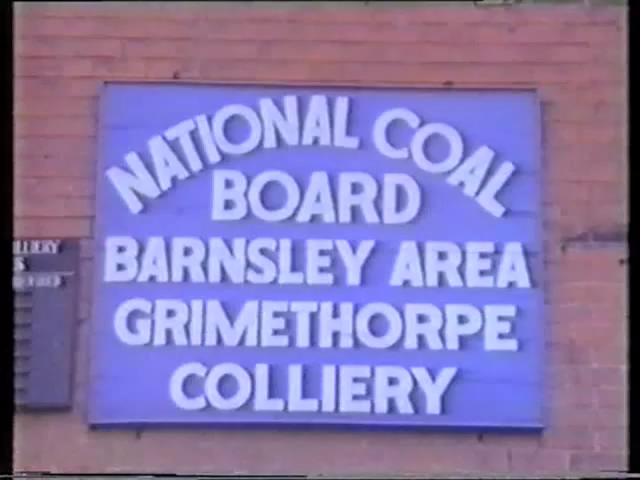 NATIONAL COAL
BOARD
BARNSLEY AREA
GRIMETHORPE
COLLIERY